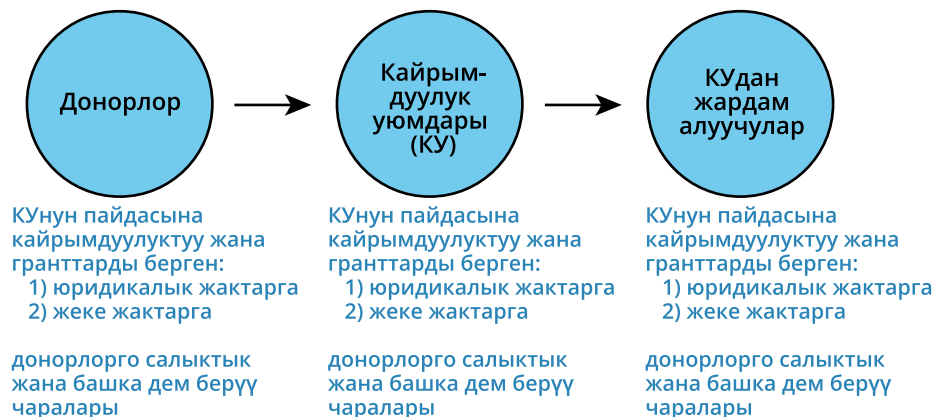 Донорлор
Кайрым-
дуулук
уюмдары
(КУ)
КУдан
жардам
алуучулар
КУнун пайдасына
кайрымдуулуктуу жана
гранттарды берген:
1) юридикалык жактарга
2) жеке жактарга
донорлорго салыктык
жана башка дем берүү
чаралары
КУнун пайдасына
кайрымдуулуктуу жана
гранттарды берген:
1) юридикалык жактарга
2) жеке жактарга
донорлорго салыктык
жана башка дем берүү
чаралары
КУнун пайдасына
кайрымдуулуктуу жана
гранттарды берген:
1) юридикалык жактарга
2) жеке жактарга
донорлорго салыктык
жана башка дем берүү
чаралары